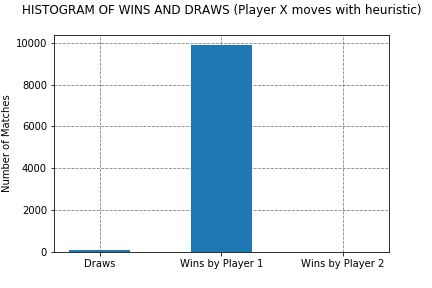 HISTOGRAM OF WINS AND DRAWS (Player X moves with heuristic)
Number of Matches
10000
8000
6000
4000
2000
0
Draws Wins by Player 1 Wins by Player 2